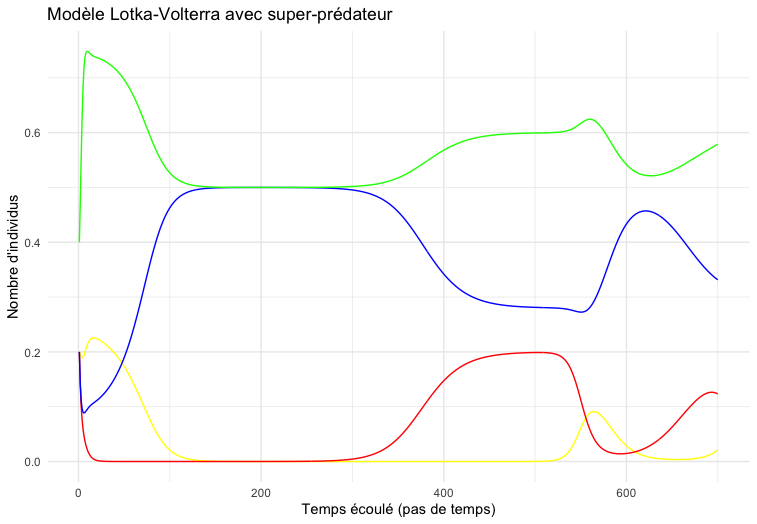 Modèle Lotka-Volterra avec super-prédateur
Nombre d'individus
0.6
0.4
0.2
0.0
0 200 400 600
Temps écoulé (pas de temps)